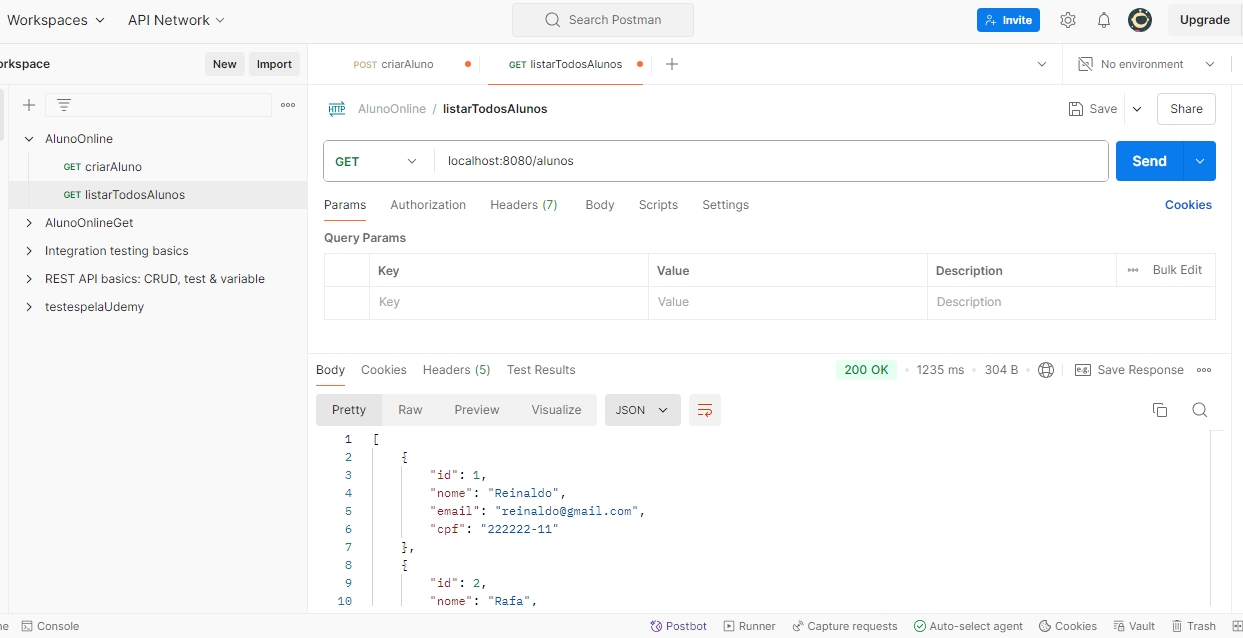 Workspaces API Network Search Postman Invite Upgrade
New Import
POST criarAluno GET listarTodosAlunos No environment
HTTP AlunoOnline / listarTodosAlunos Save Share
AlunoOnline
GET criarAluno
GET listarTodosAlunos
AlunoOnlineGet
Integration testing basics
REST API basics: CRUD, test & variable
testespelaUdemy
GET localhost:8080/alunos Send
Params Authorization Headers (7) Body Scripts Settings Cookies
Query Params
Key Value Description Bulk Edit
Key Value Description
Body Cookies Headers (5) Test Results 200 OK 1235 ms 304 B e.g. Save Response
Pretty Raw Preview Visualize JSON
1 [
2 {
3 "id": 1,
4 "nome": "Reinaldo",
5 "email": "reinaldo@gmail.com",
6 "cpf": "222222-11"
7 },
8 {
9 "id": 2,
10 "nome": "Rafa",
Console Postbot Runner Capture requests Auto-select agent Cookies Vault Trash